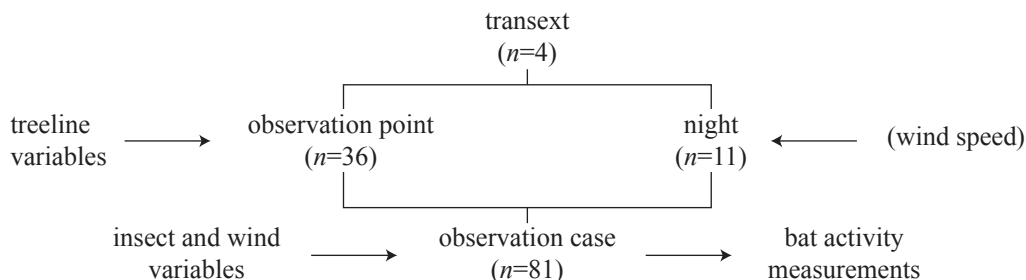 transext
(n=4)
treeline
variables
observation point
(n=36)
night
(n=11)
(wind speed)
insect and wind
variables
observation case
(n=81)
bat activity
measurements